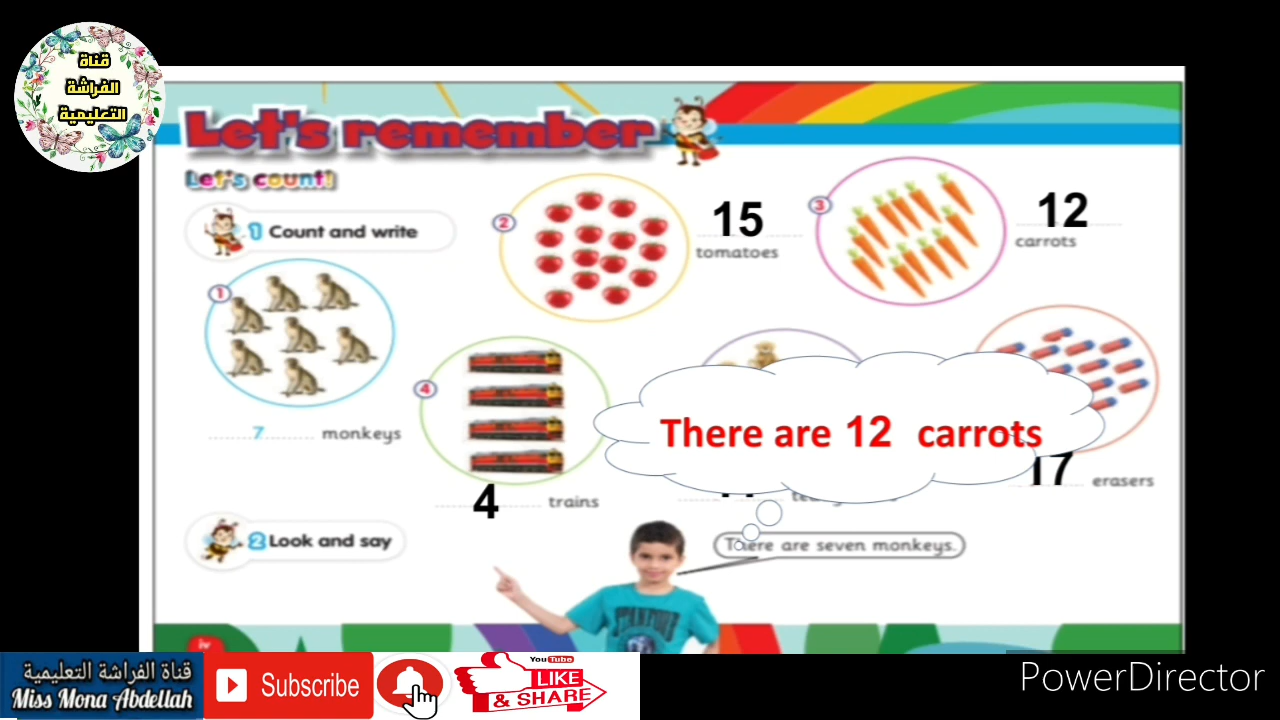 قناة
الفراشة
التعليمية
Let's remember
Let's count!
1 Count and write
1
7 monkeys
2
15
tomatoes
3
12
carrots
4
4 trains
There are 12 carrots
17 erasers
2 Look and say
There are seven monkeys.
iv
قناة الفراشة التعليمية
Miss Mona Abdellah
Subscribe
YouTube
LIKE
& SHARE
PowerDirector